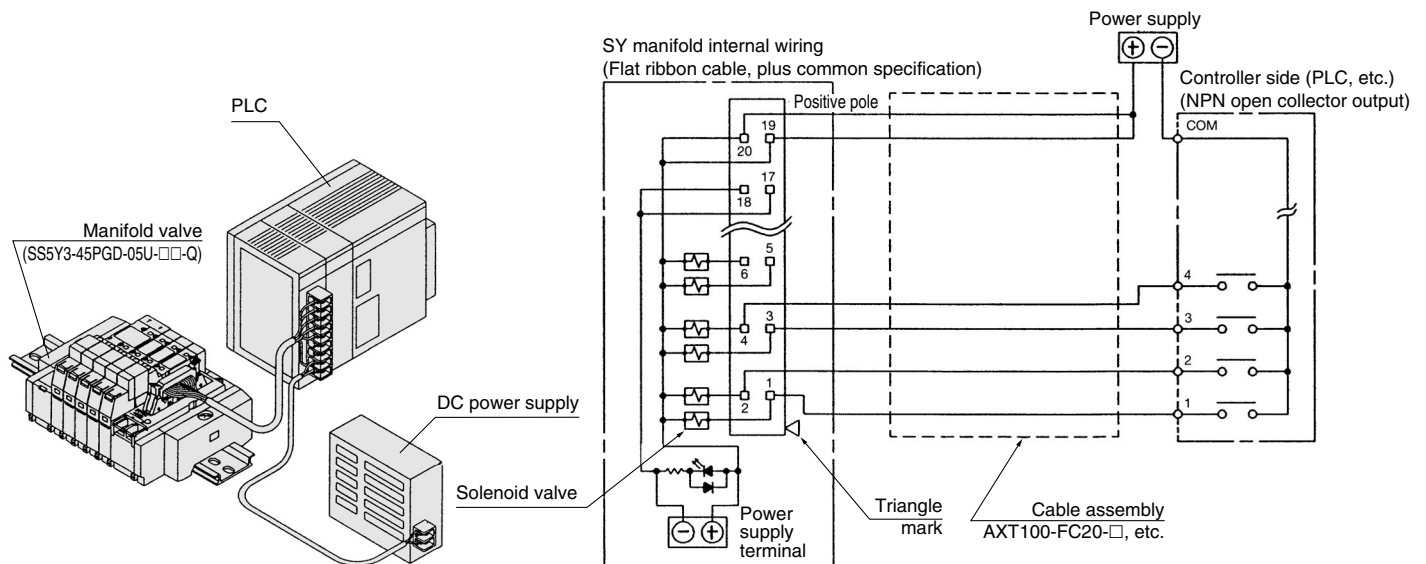 PLC
Manifold valve
(SS5Y3-45PGD-05U-□□-Q)
DC power supply
Solenoid valve
SY manifold internal wiring
(Flat ribbon cable, plus common specification)
Power supply
+ −
Controller side (PLC, etc.)
(NPN open collector output)
COM
Positive pole
19
20
17
18
5
6
4
3
4
3
2
1
2
1
− +
Power
supply
terminal
Triangle
mark
Cable assembly
AXT100-FC20-□, etc.